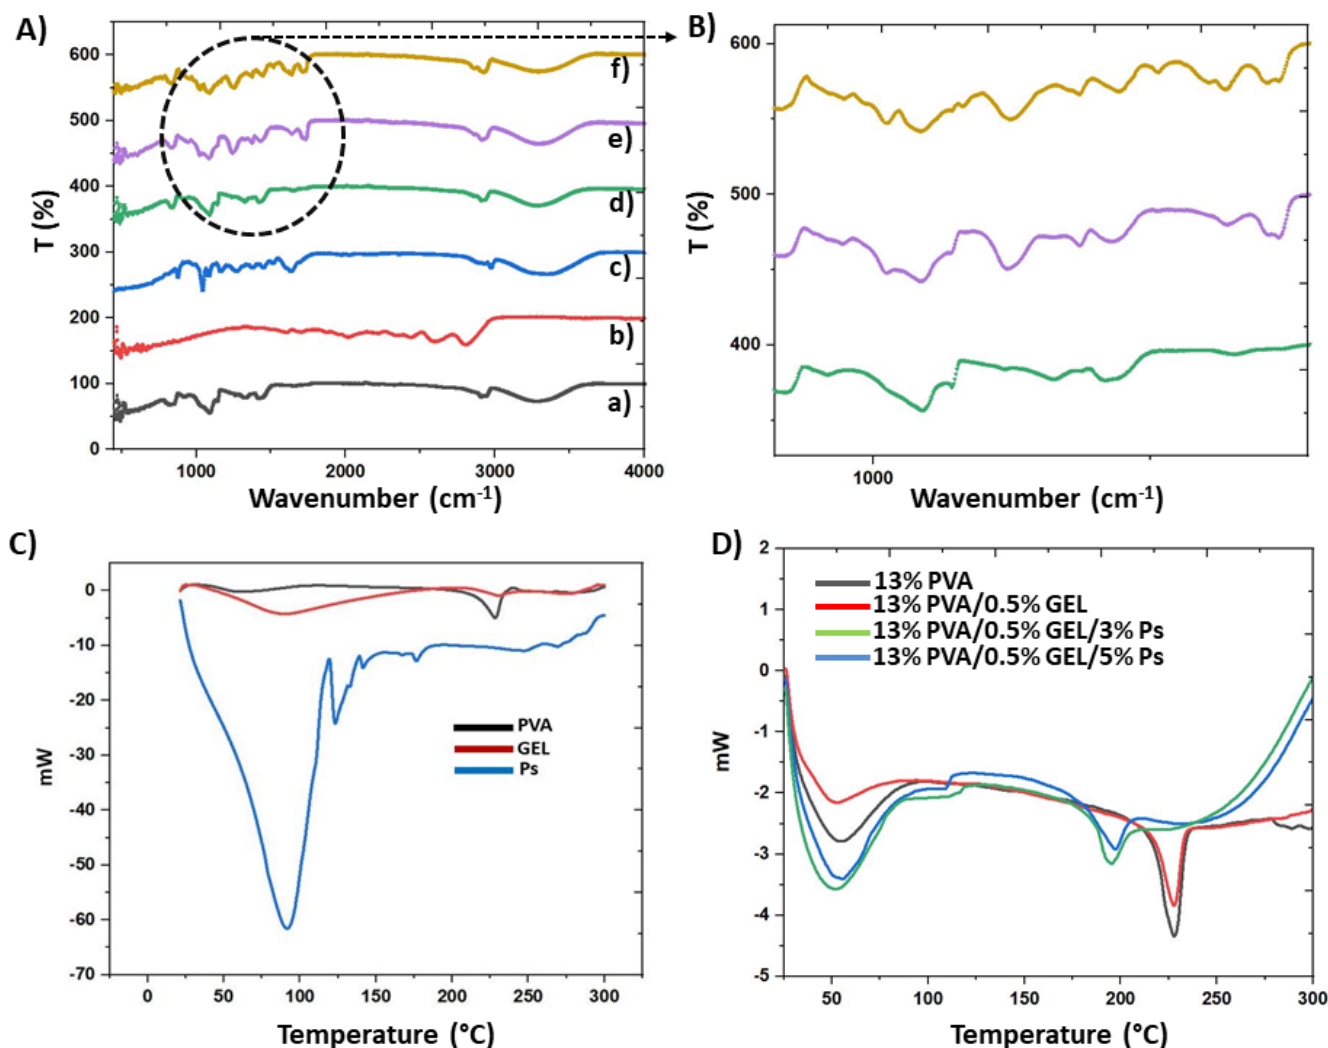 A)
600
500
400
300
200
100
0
T (%)
f)
e)
d)
c)
b)
a)
1000
2000
3000
4000
Wavenumber (cm⁻¹)
B)
600
500
400
T (%)
1000
Wavenumber (cm⁻¹)
C)
0
-10
-20
-30
-40
-50
-60
-70
mW
PVA
GEL
Ps
0
50
100
150
200
250
300
Temperature (°C)
D)
2
1
0
-1
-2
-3
-4
-5
mW
13% PVA
13% PVA/0.5% GEL
13% PVA/0.5% GEL/3% Ps
13% PVA/0.5% GEL/5% Ps
50
100
150
200
250
300
Temperature (°C)